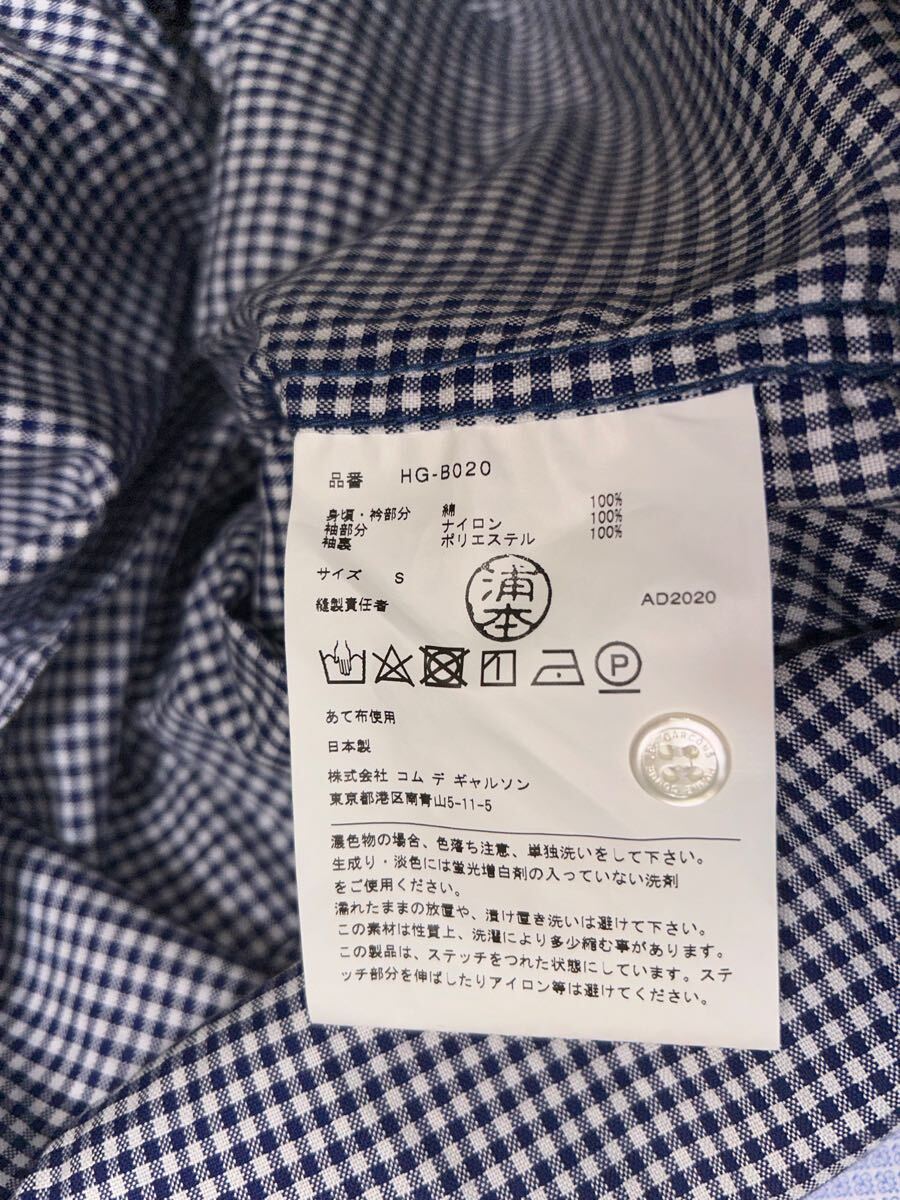 品番 HG-B020
身頃・衿部分 綿 100%
袖部分 ナイロン 100%
袖裏 ポリエステル 100%
サイズ S
縫製責任者 浦本 AD2020
P
あて布使用
日本製
株式会社 コム デ ギャルソン
東京都港区南青山5-11-5
濃色物の場合、色落ち注意、単独洗いをして下さい。
生成り・淡色には蛍光増白剤の入っていない洗剤
をご使用ください。
濡れたままの放置や、漬け置き洗いは避けて下さい。
この素材は性質上、洗濯により多少縮む事があります。
この製品は、ステッチをつれた状態にしています。ステ
ッチ部分を伸ばしたりアイロン等は避けてください。